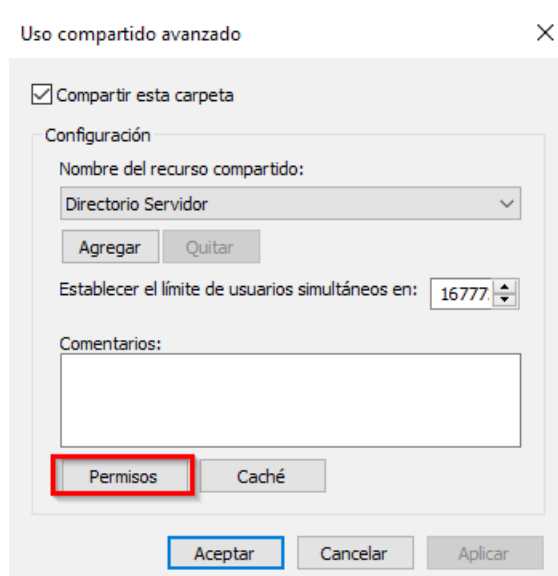 Uso compartido avanzado
Compartir esta carpeta
Configuración
Nombre del recurso compartido:
Directorio Servidor
Agregar Quitar
Establecer el límite de usuarios simultáneos en: 16777
Comentarios:
Permisos Caché
Aceptar Cancelar Aplicar